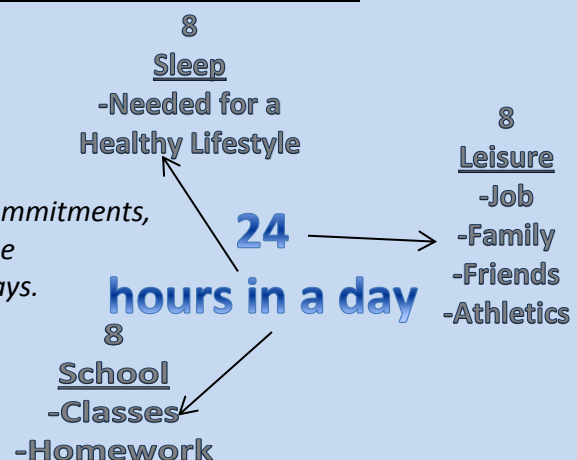 8
Sleep
-Needed for a
Healthy Lifestyle
8
Leisure
-Job
-Family
-Friends
-Athletics
24
hours in a day
8
School
-Classes
-Homework